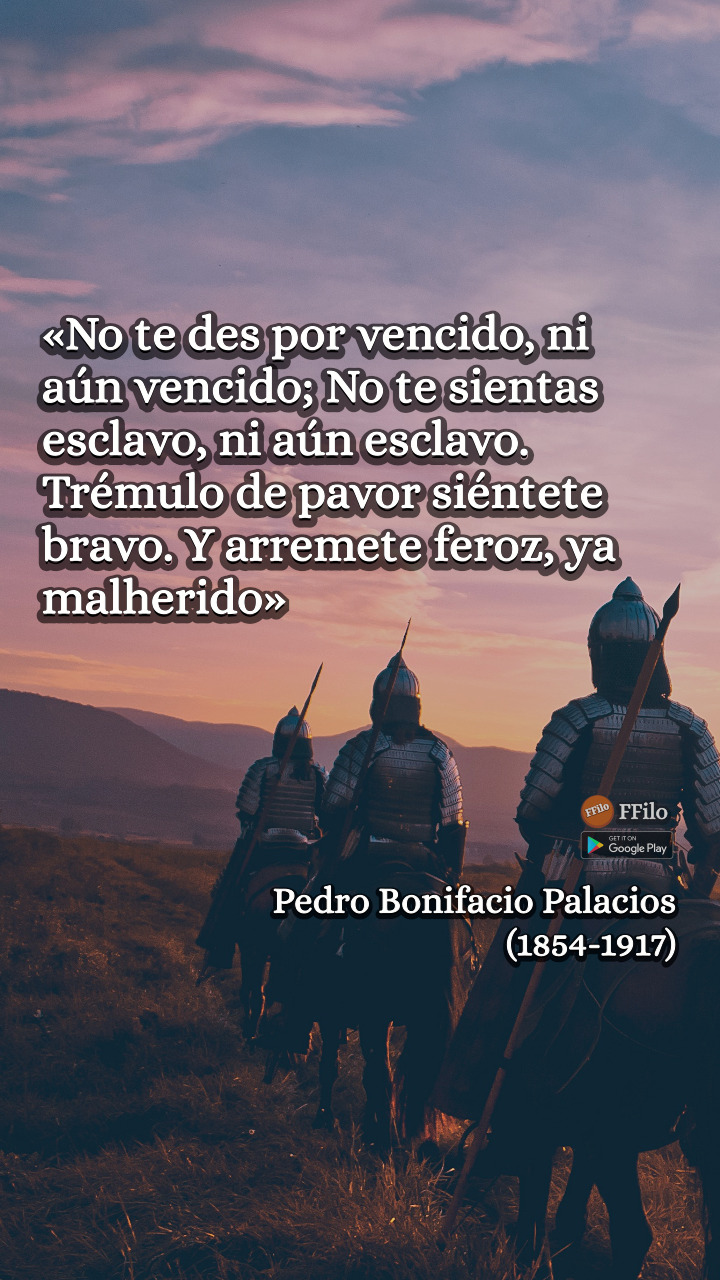 «No te des por vencido, ni
aún vencido; No te sientas
esclavo, ni aún esclavo.
Trémulo de pavor siéntete
bravo. Y arremete feroz, ya
malherido»
FFilo FFilo
GET IT ON
Google Play
Pedro Bonifacio Palacios
(1854-1917)